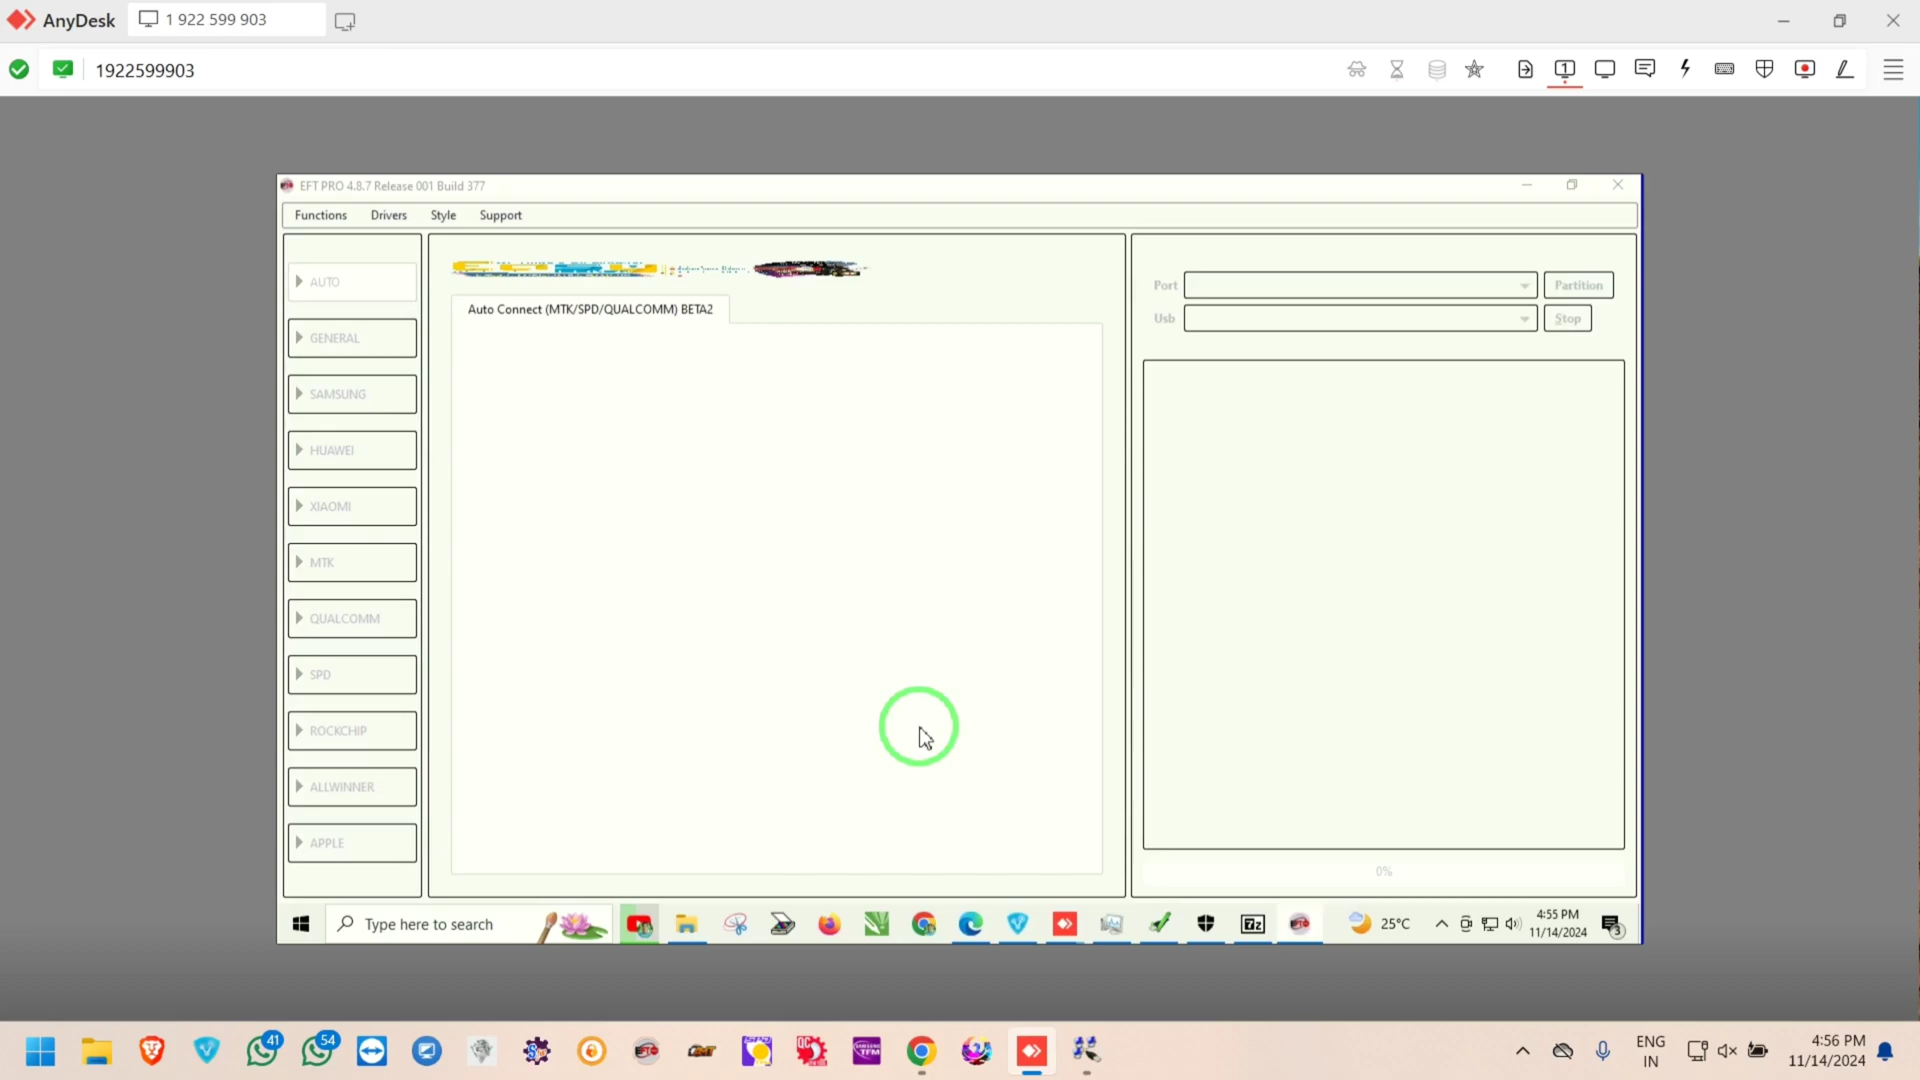 AnyDesk
1 922 599 903
1922599903
1
EFT PRO 4.8.7 Release 001 Build 377
Functions
Drivers
Style
Support
AUTO
GENERAL
SAMSUNG
HUAWEI
XIAOMI
MTK
QUALCOMM
SPD
ROCKCHIP
ALLWINNER
APPLE
Auto Connect (MTK/SPD/QUALCOMM) BETA2
Port
Partition
Usb
Stop
0%
Type here to search
7z
25°C
4:55 PM
11/14/2024
3
41
54
ENG
IN
4:56 PM
11/14/2024